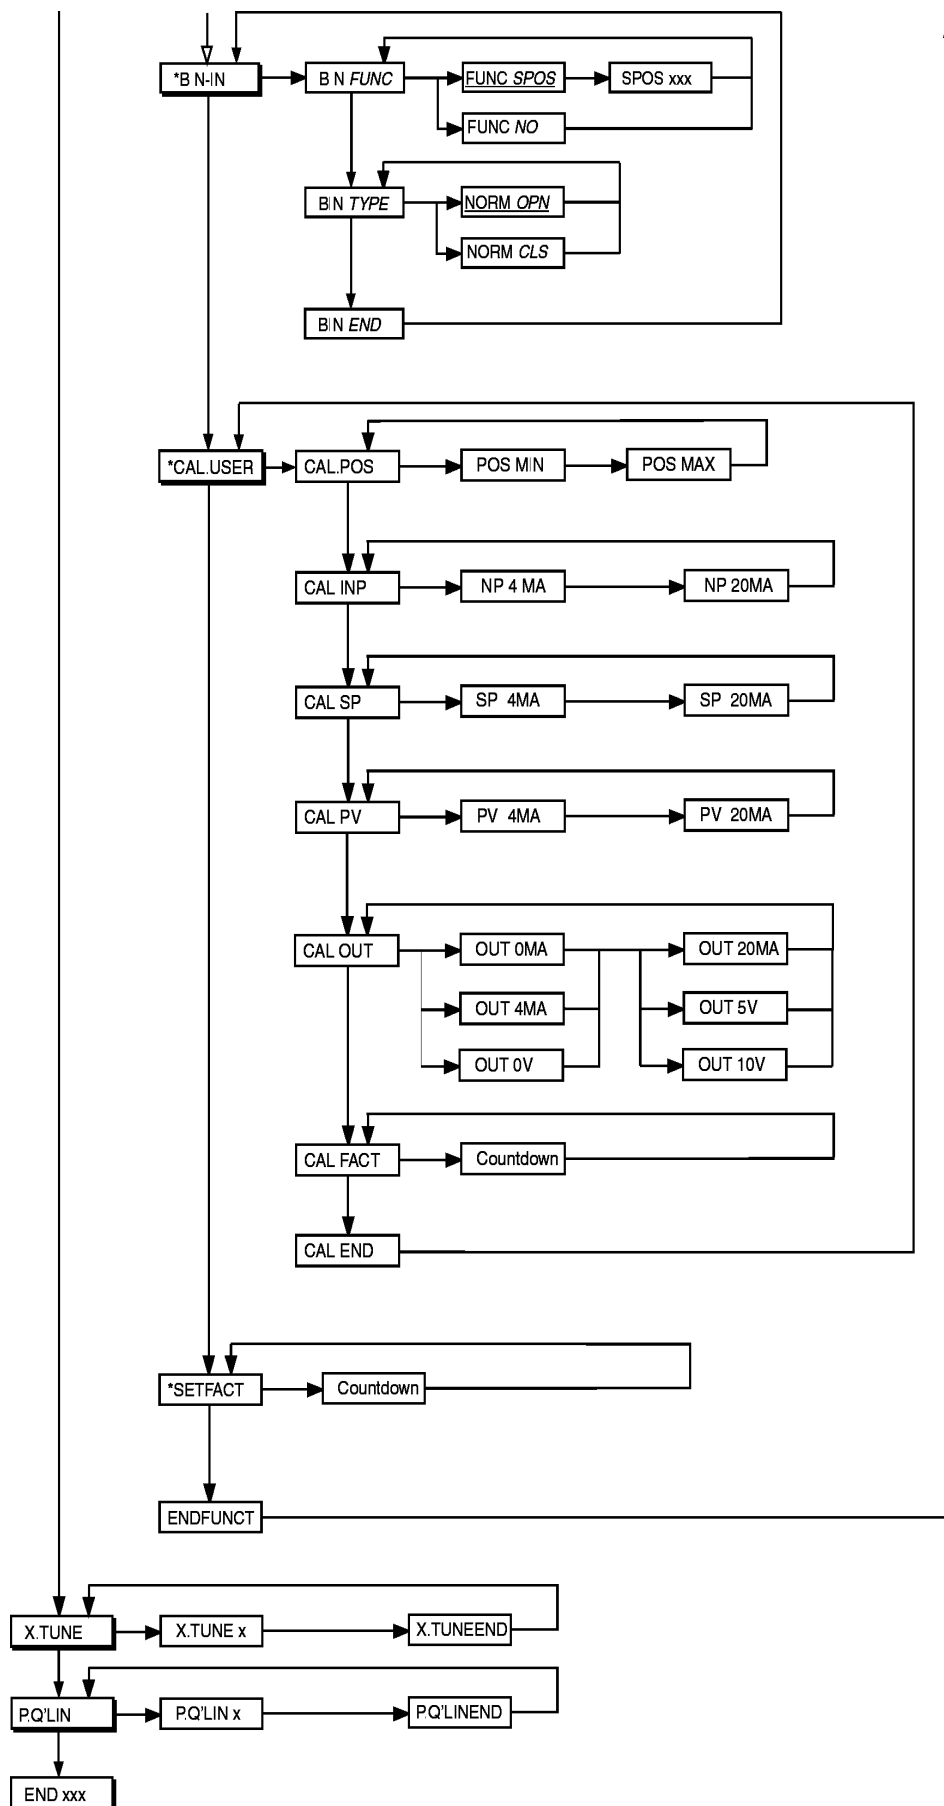 *B N-IN
B N FUNC
FUNC SPOS
SPOS xxx
FUNC NO
BIN TYPE
NORM OPN
NORM CLS
BIN END
*CAL.USER
CAL.POS
POS MIN
POS MAX
CAL INP
NP 4 MA
NP 20MA
CAL SP
SP 4MA
SP 20MA
CAL PV
PV 4MA
PV 20MA
CAL OUT
OUT 0MA
OUT 20MA
OUT 4MA
OUT 5V
OUT 0V
OUT 10V
CAL FACT
Countdown
CAL END
*SETFACT
Countdown
ENDFUNCT
X.TUNE
X.TUNE x
X.TUNEEND
P.Q'LIN
P.Q'LIN x
P.Q'LINEND
END xxx